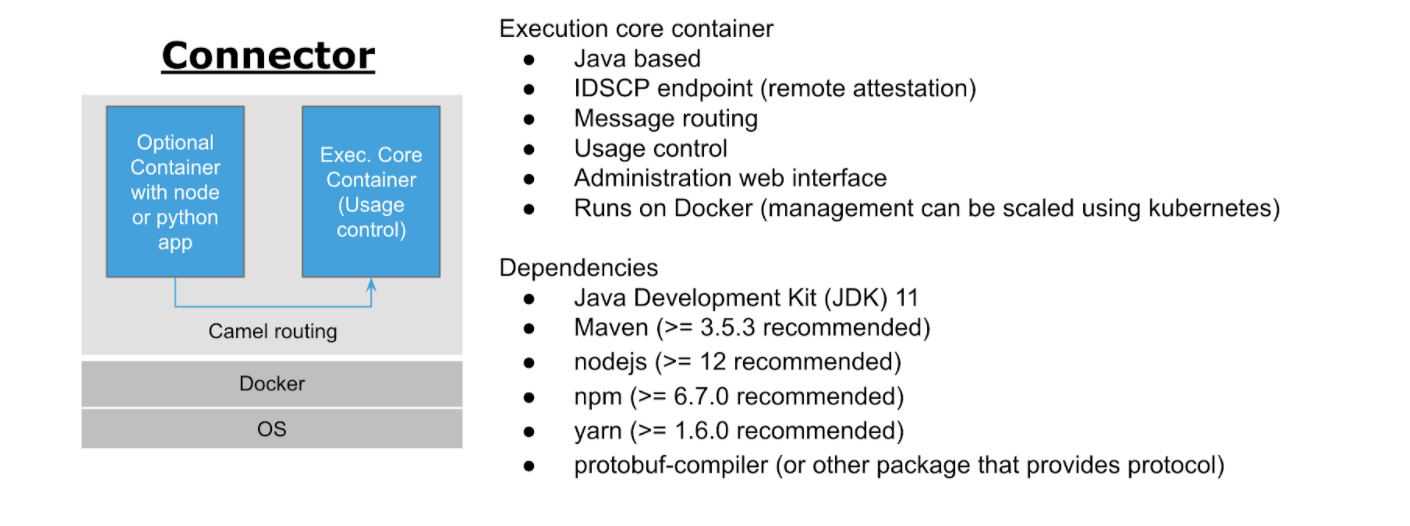 Connector
Optional
Container
with node
or python
app
Exec. Core
Container
(Usage
control)
Camel routing
Docker
OS
Execution core container
● Java based
● IDSCP endpoint (remote attestation)
● Message routing
● Usage control
● Administration web interface
● Runs on Docker (management can be scaled using kubernetes)
Dependencies
● Java Development Kit (JDK) 11
● Maven (>= 3.5.3 recommended)
● nodejs (>= 12 recommended)
● npm (>= 6.7.0 recommended)
● yarn (>= 1.6.0 recommended)
● protobuf-compiler (or other package that provides protocol)